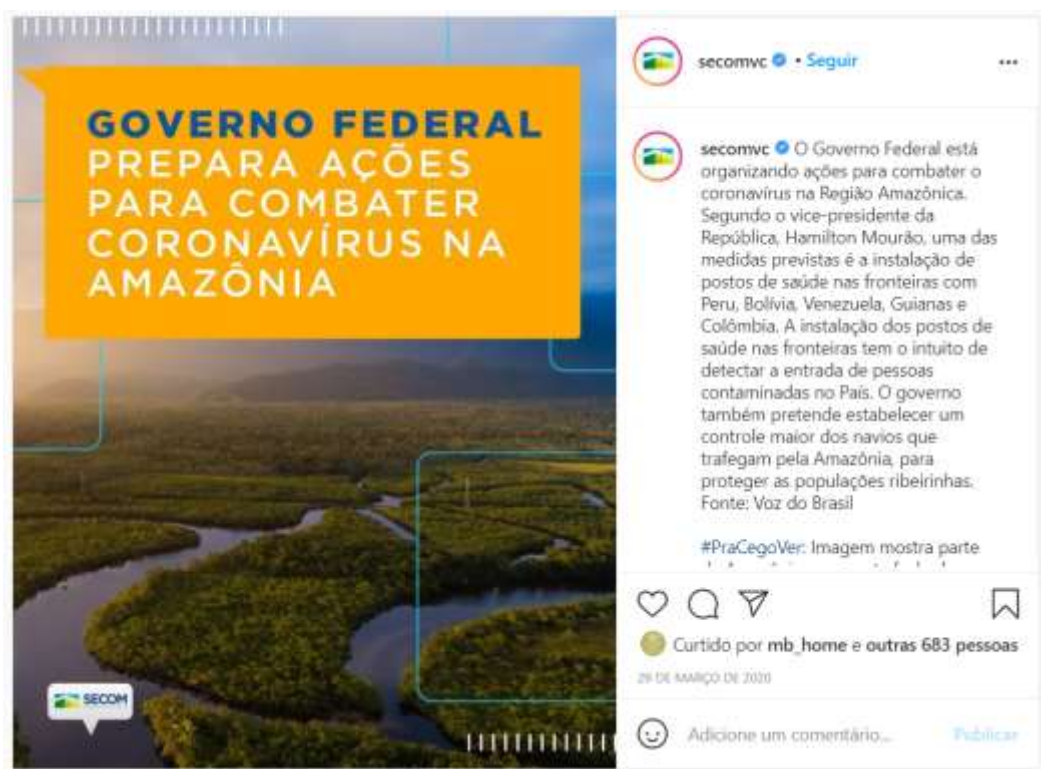 GOVERNO FEDERAL
PREPARA AÇÕES
PARA COMBATER
CORONAVÍRUS NA
AMAZÔNIA
SECOM
secomvc • Seguir
secomvc O Governo Federal está
organizando ações para combater o
coronavírus na Região Amazônica.
Segundo o vice-presidente da
República, Hamilton Mourão, uma das
medidas previstas é a instalação de
postos de saúde nas fronteiras com
Peru, Bolívia, Venezuela, Guianas e
Colômbia. A instalação dos postos de
saúde nas fronteiras tem o intuito de
detectar a entrada de pessoas
contaminadas no País. O governo
também pretende estabelecer um
controle maior dos navios que
trafegam pela Amazônia, para
proteger as populações ribeirinhas.
Fonte: Voz do Brasil
#PraCegoVer: Imagem mostra parte
Curtido por mb_home e outras 683 pessoas
29 DE MARÇO DE 2020
Adicione um comentário...
Publicar